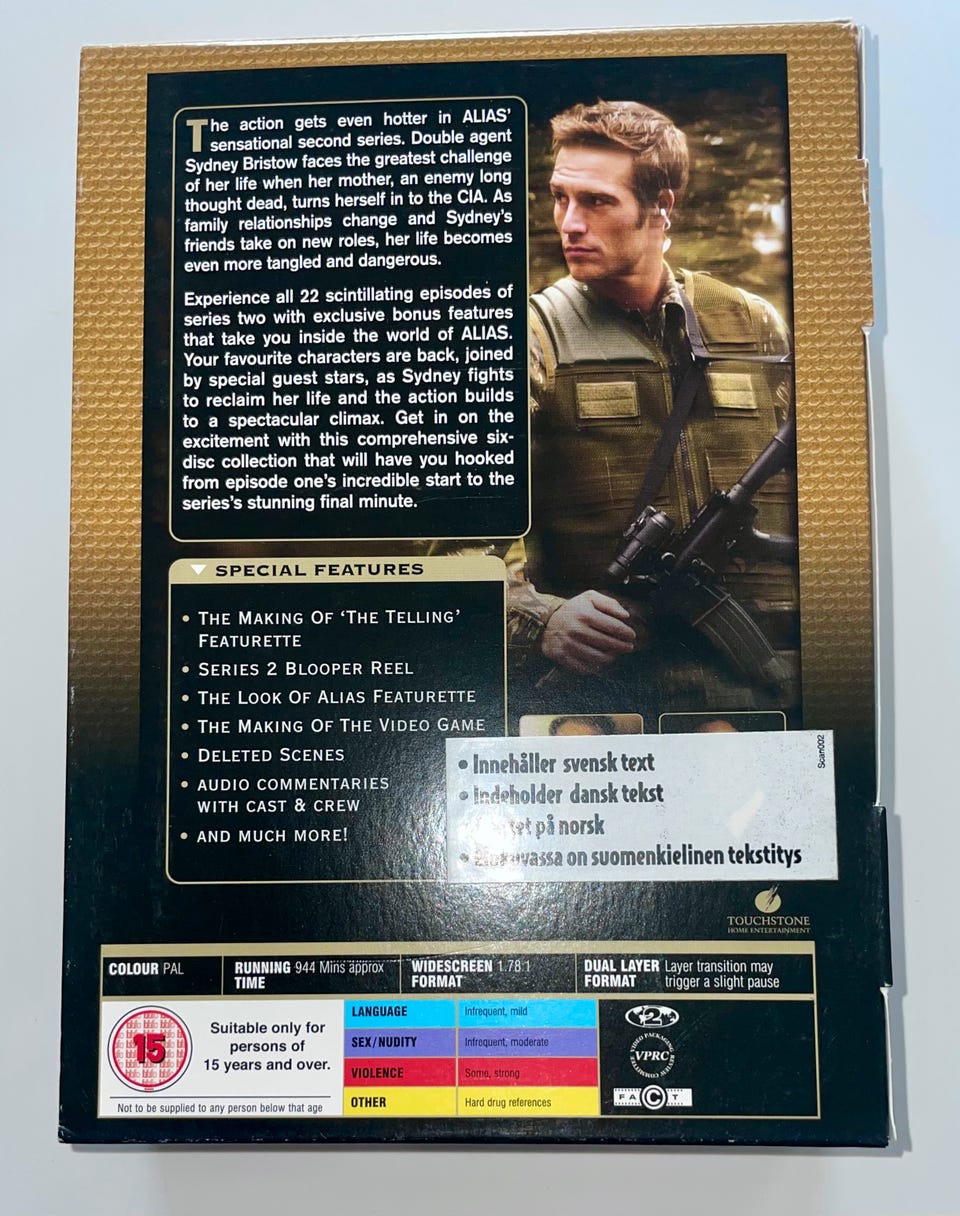 The action gets even hotter in ALIAS'
sensational second series. Double agent
Sydney Bristow faces the greatest challenge
of her life when her mother, an enemy long
thought dead, turns herself in to the CIA. As
family relationships change and Sydney's
friends take on new roles, her life becomes
even more tangled and dangerous.
Experience all 22 scintillating episodes of
series two with exclusive bonus features
that take you inside the world of ALIAS.
Your favourite characters are back, joined
by special guest stars, as Sydney fights
to reclaim her life and the action builds
to a spectacular climax. Get in on the
excitement with this comprehensive six-
disc collection that will have you hooked
from episode one's incredible start to the
series's stunning final minute.
SPECIAL FEATURES
• THE MAKING OF 'THE TELLING'
FEATURETTE
• SERIES 2 BLOOPER REEL
• THE LOOK OF ALIAS FEATURETTE
• THE MAKING OF THE VIDEO GAME
• DELETED SCENES
• AUDIO COMMENTARIES
WITH CAST & CREW
• AND MUCH MORE!
Scan002
• Innehåller svensk text
• Indeholder dansk tekst
på norsk
• on suomenkielinen tekstitys
TOUCHSTONE
HOME ENTERTAINMENT
COLOUR PAL
RUNNING TIME 944 Mins approx
WIDESCREEN FORMAT 1.78:1
DUAL LAYER FORMAT Layer transition may
trigger a slight pause
15
Suitable only for
persons of
15 years and over.
Not to be supplied to any person below that age
LANGUAGE Infrequent, mild
SEX/NUDITY Infrequent, moderate
VIOLENCE Some, strong
OTHER Hard drug references
2
VIDEO PACKAGING REVIEW COMMITTEE
VPRC
FACT